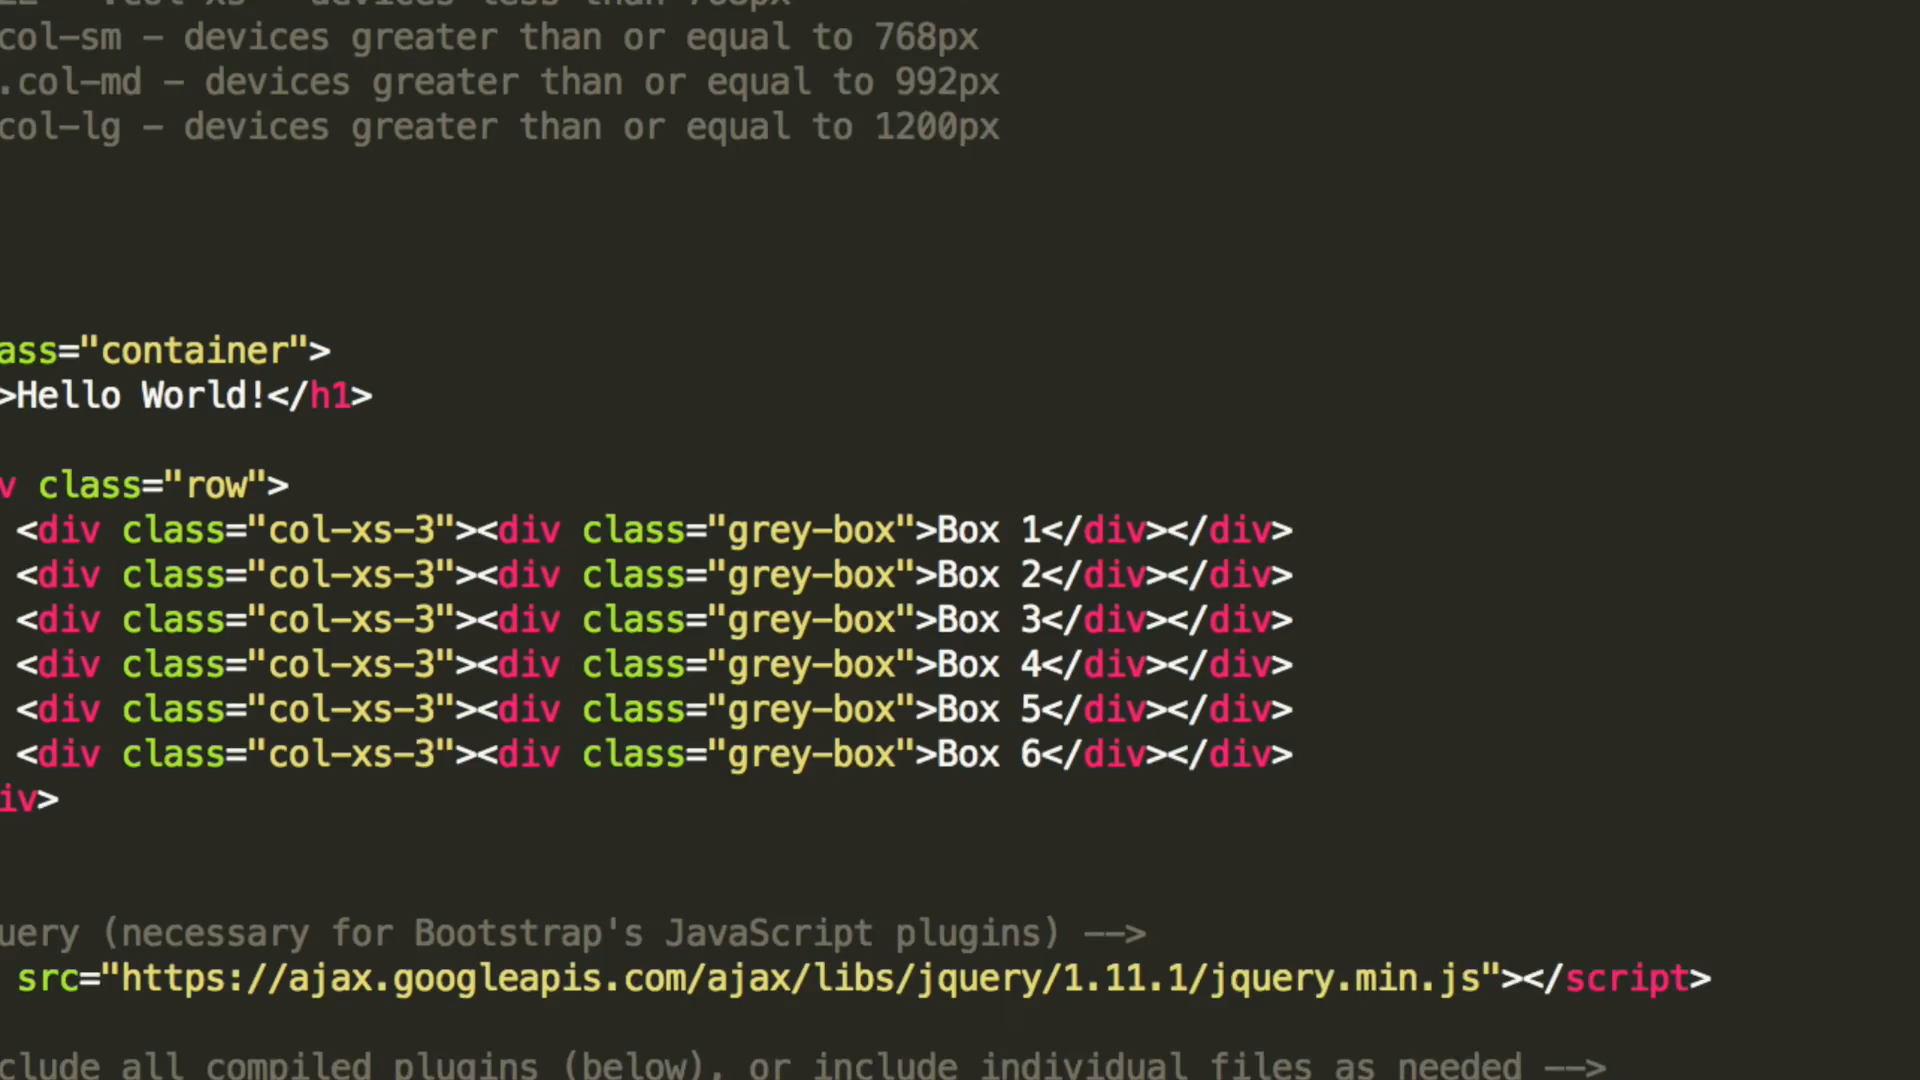 col-sm - devices greater than or equal to 768px
.col-md - devices greater than or equal to 992px
col-lg - devices greater than or equal to 1200px
ass="container">
>Hello World!</h1>
v class="row">
<div class="col-xs-3"><div class="grey-box">Box 1</div></div>
<div class="col-xs-3"><div class="grey-box">Box 2</div></div>
<div class="col-xs-3"><div class="grey-box">Box 3</div></div>
<div class="col-xs-3"><div class="grey-box">Box 4</div></div>
<div class="col-xs-3"><div class="grey-box">Box 5</div></div>
<div class="col-xs-3"><div class="grey-box">Box 6</div></div>
iv>
uery (necessary for Bootstrap's JavaScript plugins) -->
src="https://ajax.googleapis.com/ajax/libs/jquery/1.11.1/jquery.min.js"></script>
clude all compiled plugins (below), or include individual files as needed -->